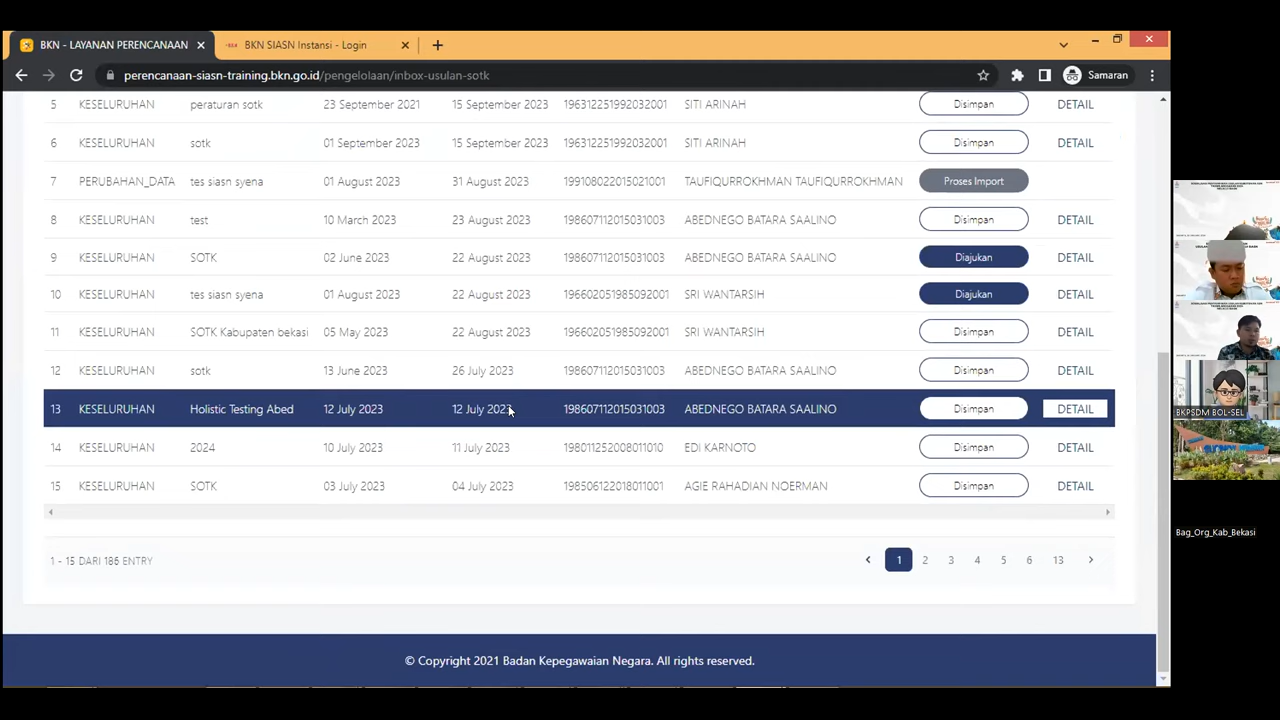 BKN - LAYANAN PERENCANAAN
BKN SIASN Instansi - Login
perencanaan-siasn-training.bkn.go.id/pengelolaan/inbox-usulan-sotk
Samaran
5 KESELURUHAN peraturan sotk 23 September 2021 15 September 2023 196312251992032001 SITI ARINAH Disimpan DETAIL
6 KESELURUHAN sotk 01 September 2023 15 September 2023 196312251992032001 SITI ARINAH Disimpan DETAIL
7 PERUBAHAN_DATA tes siasn syena 01 August 2023 31 August 2023 199108022015021001 TAUFIQURROKHMAN TAUFIQURROKHMAN Proses Import
8 KESELURUHAN test 10 March 2023 23 August 2023 198607112015031003 ABEDNEGO BATARA SAALINO Disimpan DETAIL
9 KESELURUHAN SOTK 02 June 2023 22 August 2023 198607112015031003 ABEDNEGO BATARA SAALINO Diajukan DETAIL
10 KESELURUHAN tes siasn syena 01 August 2023 22 August 2023 196602051985092001 SRI WANTARSIH Diajukan DETAIL
11 KESELURUHAN SOTK Kabupaten bekasi 05 May 2023 22 August 2023 196602051985092001 SRI WANTARSIH Disimpan DETAIL
12 KESELURUHAN sotk 13 June 2023 26 July 2023 198607112015031003 ABEDNEGO BATARA SAALINO Disimpan DETAIL
13 KESELURUHAN Holistic Testing Abed 12 July 2023 12 July 2023 198607112015031003 ABEDNEGO BATARA SAALINO Disimpan DETAIL
14 KESELURUHAN 2024 10 July 2023 11 July 2023 198011252008011010 EDI KARNOTO Disimpan DETAIL
15 KESELURUHAN SOTK 03 July 2023 04 July 2023 198506122018011001 AGIE RAHADIAN NOERMAN Disimpan DETAIL
1 - 15 DARI 186 ENTRY
1 2 3 4 5 6 13
© Copyright 2021 Badan Kepegawaian Negara. All rights reserved.
BKPSDM BOL-SEL
Bag_Org_Kab_Bekasi